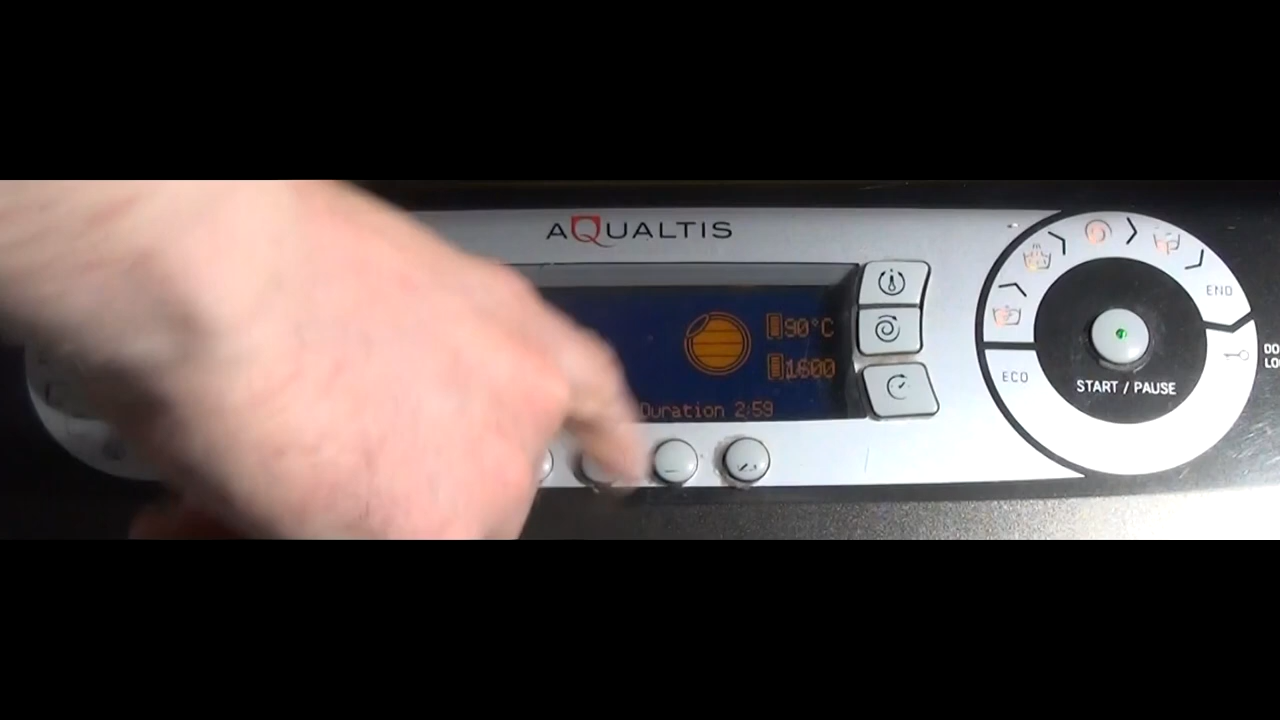 AQUALTIS
90°C
1600
Duration 2:59
END
ECO
START / PAUSE